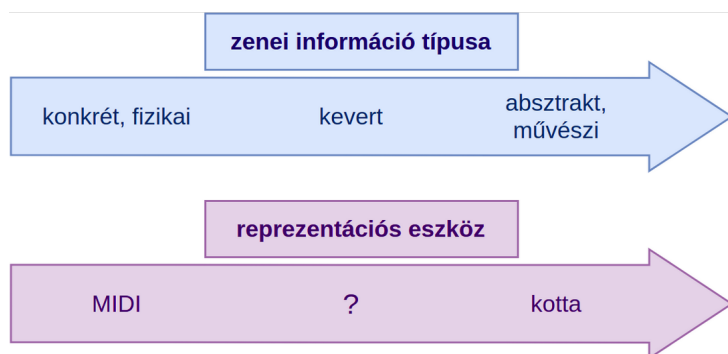 zenei információ típusa
konkrét, fizikai
kevert
absztrakt,
művészi
reprezentációs eszköz
MIDI
?
kotta